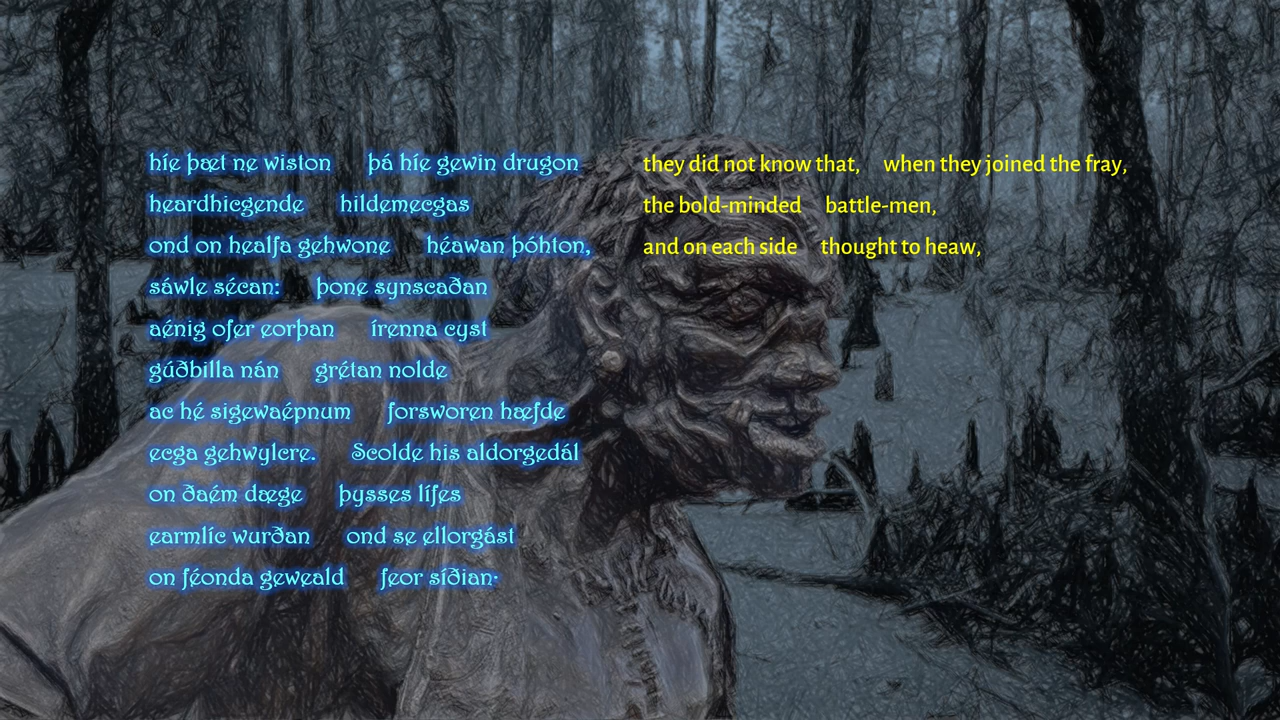 híe þæt ne wiston þá híe gewin drugon
heardhicgende hildemecgas
ond on healfa gehwone héawan þóhton,
sáwle sécan: þone synscaðan
aénig ofer eorþan írenna cyst
gúðbilla nán grétan nolde
ac hé sigewaépnum forsworen hæfde
ecga gehwylcre. Scolde his aldorgedál
on ðaém dæge þysses lífes
earmlíc wurðan ond se ellorgást
on féonda geweald feor síðian·
they did not know that, when they joined the fray,
the bold-minded battle-men,
and on each side thought to heaw,